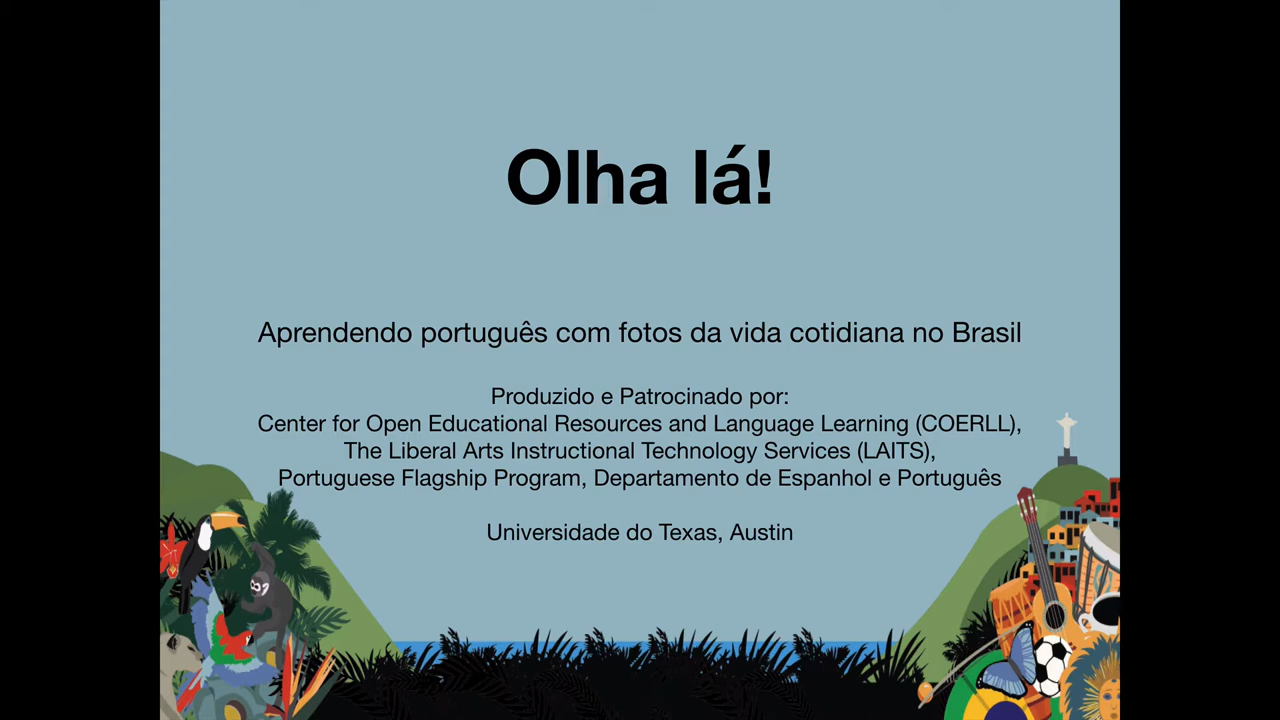 Olha lá!
Aprendendo português com fotos da vida cotidiana no Brasil
Produzido e Patrocinado por:
Center for Open Educational Resources and Language Learning (COERLL),
The Liberal Arts Instructional Technology Services (LAITS),
Portuguese Flagship Program, Departamento de Espanhol e Português
Universidade do Texas, Austin